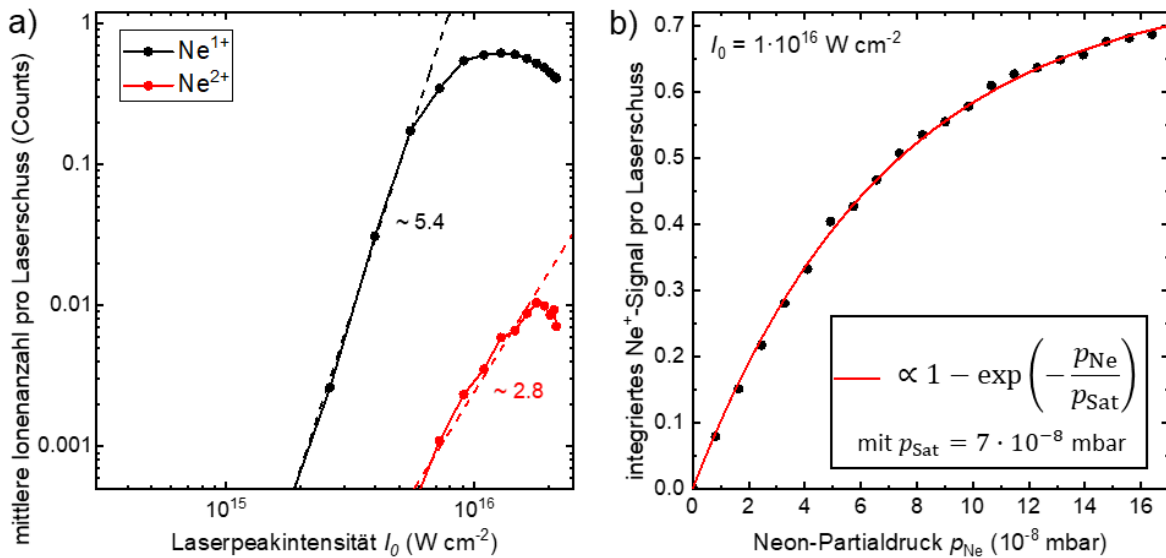 a)
Ne1+
Ne2+
~ 5.4
~ 2.8
1
0.1
0.01
0.001
mittlere Ionenanzahl pro Laserschuss (Counts)
10^15
10^16
Laserpeakintensität I0 (W cm-2)
b)
I0 = 1·10^16 W cm-2
0.7
0.6
0.5
0.4
0.3
0.2
0.1
0.0
integriertes Ne+-Signal pro Laserschuss
∝ 1 − exp(−pNe/pSat)
mit pSat = 7 · 10^−8 mbar
0 2 4 6 8 10 12 14 16
Neon-Partialdruck pNe (10-8 mbar)